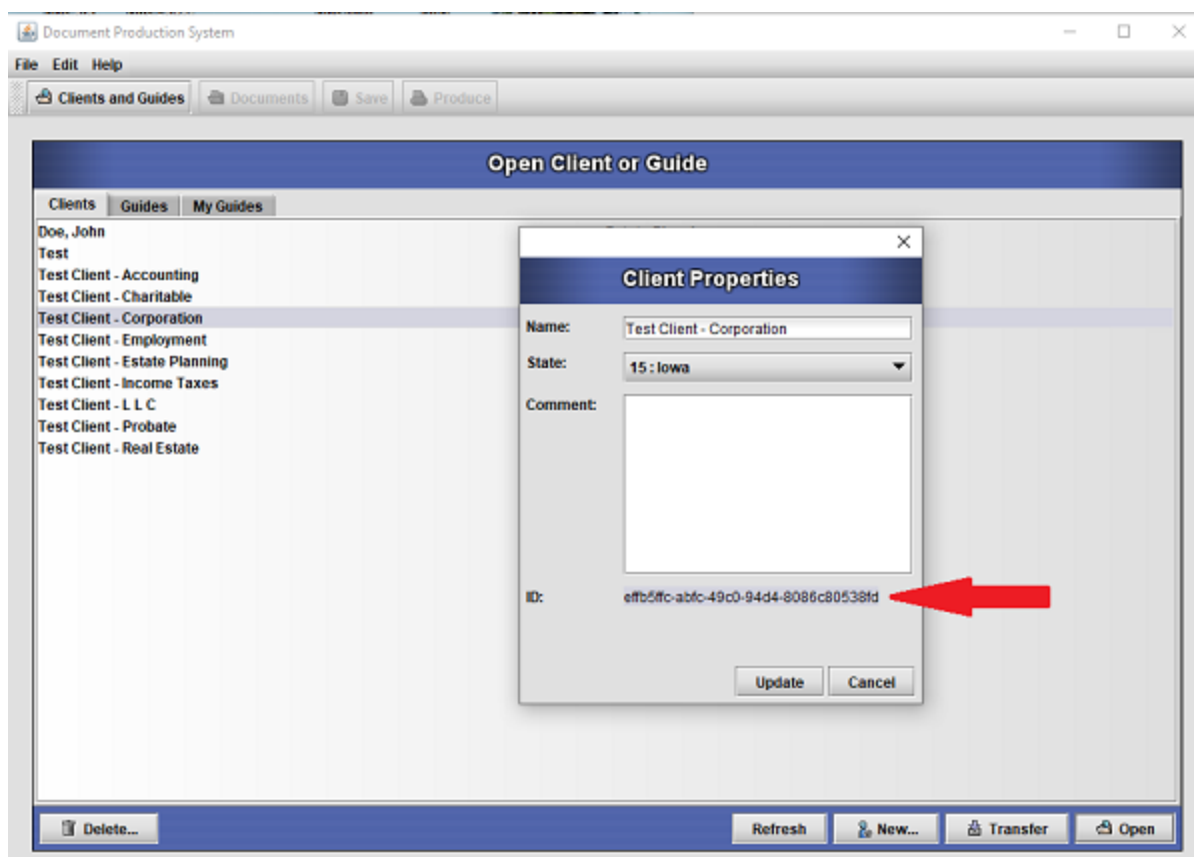 Document Production System
File Edit Help
Clients and Guides Documents Save Produce
Open Client or Guide
Clients Guides My Guides
Doe, John
Test
Test Client - Accounting
Test Client - Charitable
Test Client - Corporation
Test Client - Employment
Test Client - Estate Planning
Test Client - Income Taxes
Test Client - L L C
Test Client - Probate
Test Client - Real Estate
Client Properties
Name: Test Client - Corporation
State: 15 : Iowa
Comment:
ID: effb5ffc-abfc-49c0-94d4-8086c80538fd
Update Cancel
Delete... Refresh New... Transfer Open